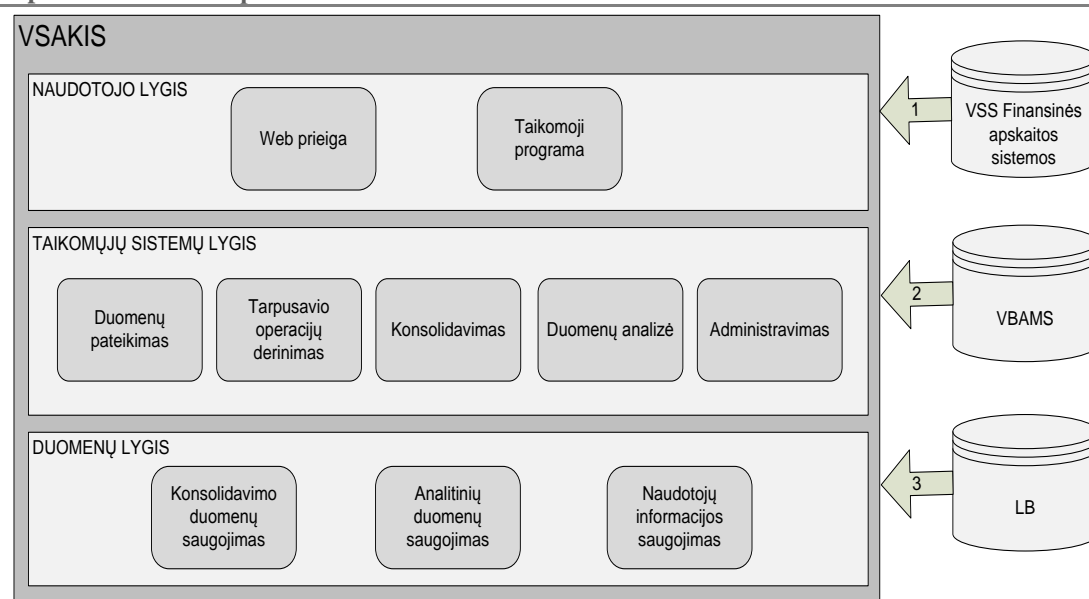 VSAKIS
NAUDOTOJO LYGIS
Web prieiga
Taikomoji
programa
1
VSS Finansinės
apskaitos
sistemos
TAIKOMŲJŲ SISTEMŲ LYGIS
Duomenų
pateikimas
Tarpusavio
operacijų
derinimas
Konsolidavimas
Duomenų analizė
Administravimas
2
VBAMS
DUOMENŲ LYGIS
Konsolidavimo
duomenų
saugojimas
Analitinių
duomenų
saugojimas
Naudotojų
informacijos
saugojimas
3
LB